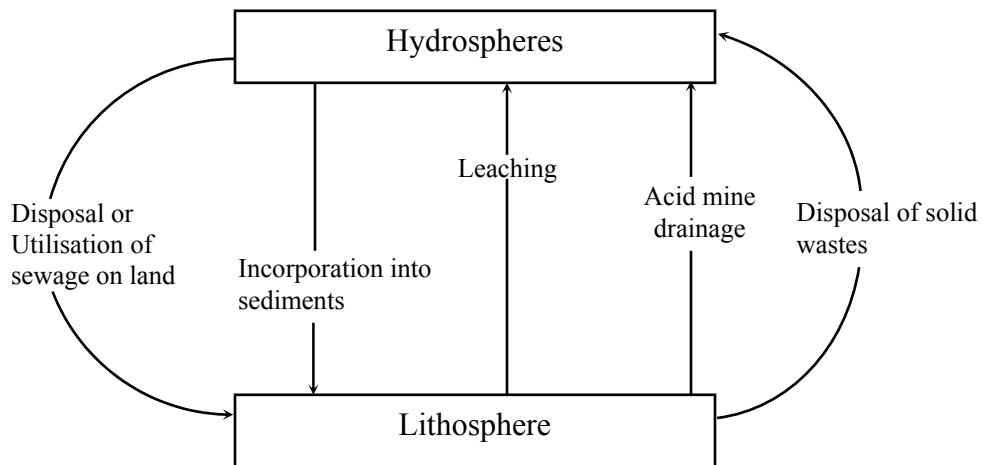 Hydrospheres
Leaching
Acid mine
drainage
Disposal of solid
wastes
Disposal or
Utilisation of
sewage on land
Incorporation into
sediments
Lithosphere